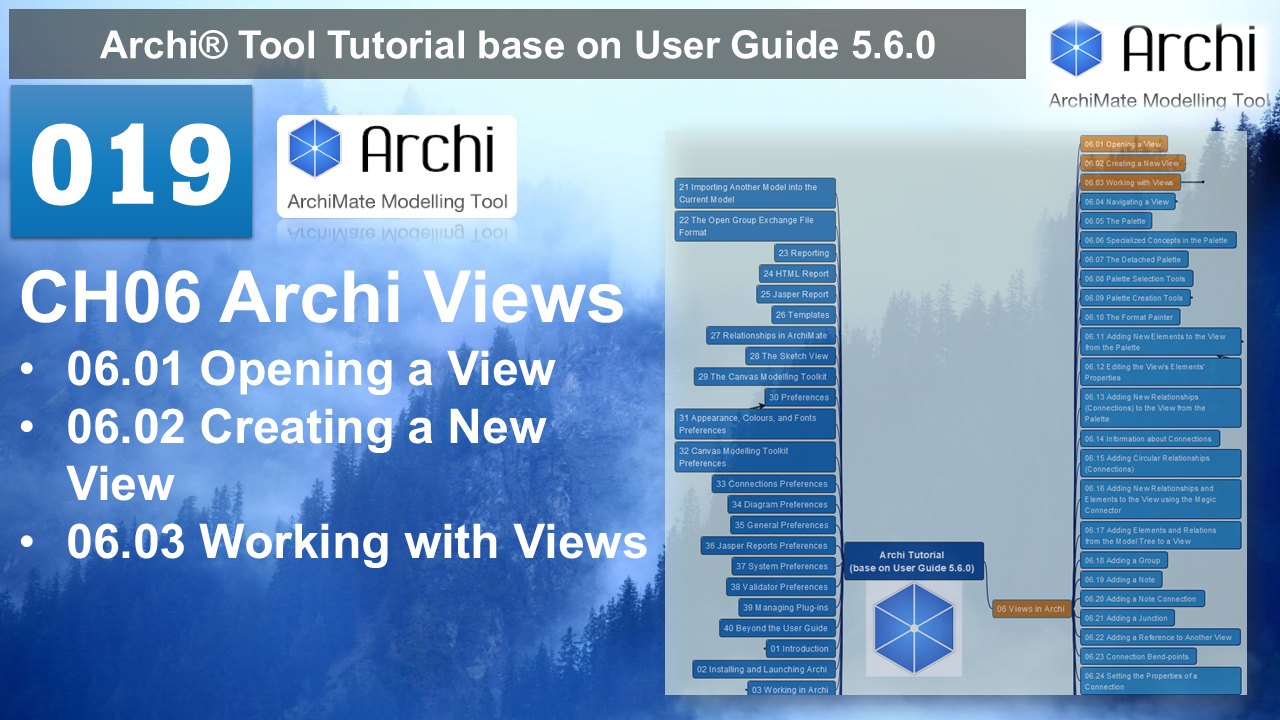 Archi® Tool Tutorial base on User Guide 5.6.0
Archi
ArchiMate Modelling Tool
019
Archi
ArchiMate Modelling Tool
CH06 Archi Views
• 06.01 Opening a View
• 06.02 Creating a New
View
• 06.03 Working with Views
21 Importing Another Model into the
Current Model
22 The Open Group Exchange File
Format
23 Reporting
24 HTML Report
25 Jasper Report
26 Templates
27 Relationships in ArchiMate
28 The Sketch View
29 The Canvas Modelling Toolkit
30 Preferences
31 Appearance, Colours, and Fonts
Preferences
32 Canvas Modelling Toolkit
Preferences
33 Connections Preferences
34 Diagram Preferences
35 General Preferences
36 Jasper Reports Preferences
37 System Preferences
38 Validator Preferences
39 Managing Plug-ins
40 Beyond the User Guide
01 Introduction
02 Installing and Launching Archi
03 Working in Archi
Archi Tutorial
(base on User Guide 5.6.0)
06 Views in Archi
06.01 Opening a View
06.02 Creating a New View
06.03 Working with Views
06.04 Navigating a View
06.05 The Palette
06.06 Specialized Concepts in the Palette
06.07 The Detached Palette
06.08 Palette Selection Tools
06.09 Palette Creation Tools
06.10 The Format Painter
06.11 Adding New Elements to the View
from the Palette
06.12 Editing the View's Elements'
Properties
06.13 Adding New Relationships
(Connections) to the View from the
Palette
06.14 Information about Connections
06.15 Adding Circular Relationships
(Connections)
06.16 Adding New Relationships and
Elements to the View using the Magic
Connector
06.17 Adding Elements and Relations
from the Model Tree to a View
06.18 Adding a Group
06.19 Adding a Note
06.20 Adding a Note Connection
06.21 Adding a Junction
06.22 Adding a Reference to Another View
06.23 Connection Bend-points
06.24 Setting the Properties of a
Connection